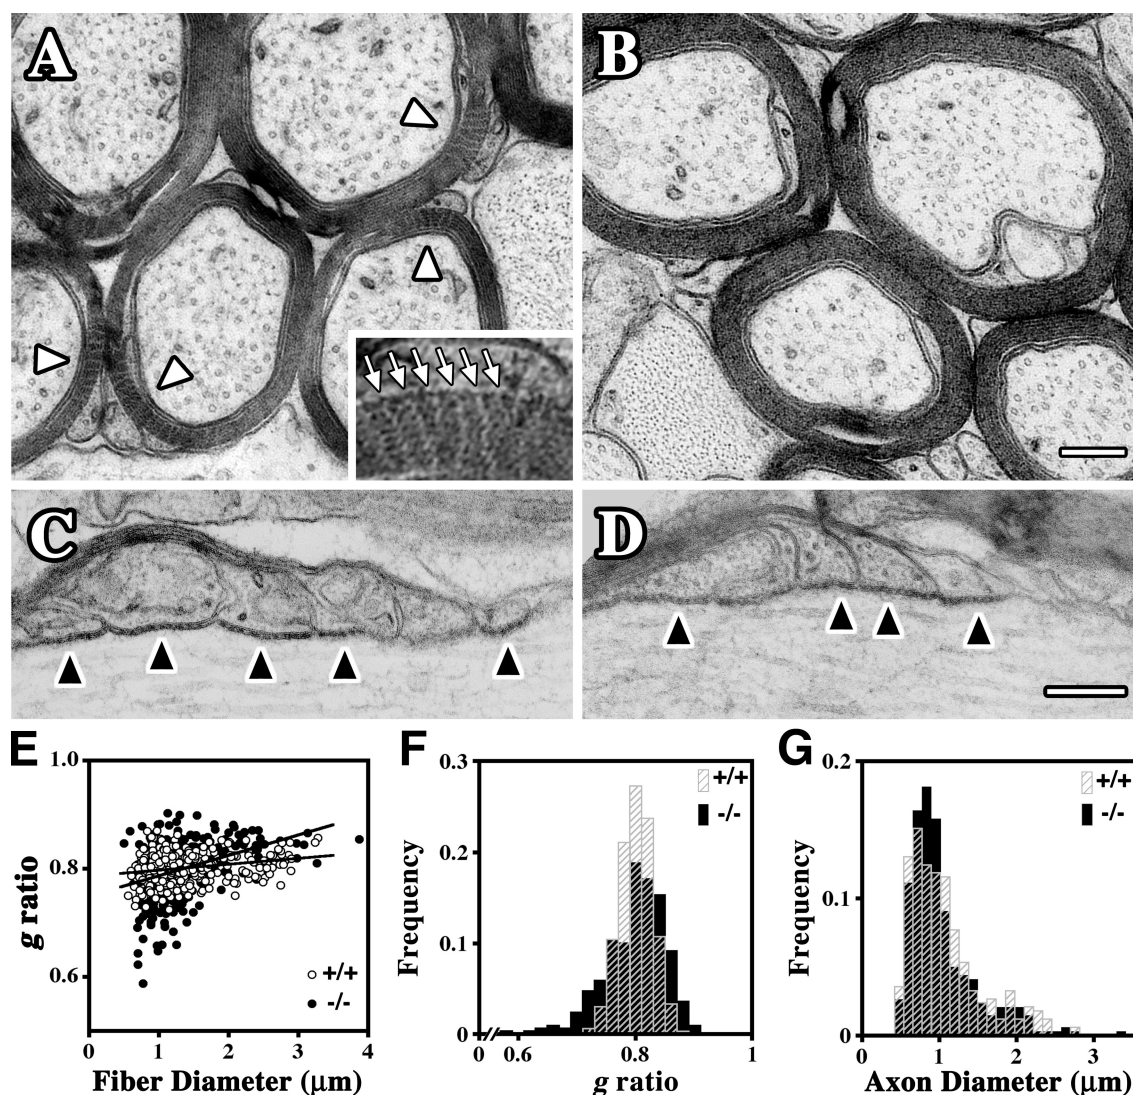 A
B
C
D
E
1.0
0.8
0.6
g ratio
+/+
-/-
0
1
2
3
4
Fiber Diameter (μm)
F
0.3
0.2
0.1
0
Frequency
+/+
-/-
0
0.6
0.8
1
g ratio
G
0.2
0.1
0
Frequency
+/+
-/-
0
1
2
3
Axon Diameter (μm)